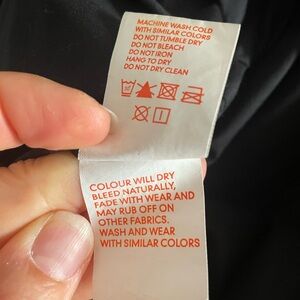 MACHINE WASH COLD
WITH SIMILAR COLORS
DO NOT TUMBLE DRY
DO NOT BLEACH
DO NOT IRON
HANG TO DRY
DO NOT DRY CLEAN
COLOUR WILL DRY
BLEED NATURALLY,
FADE WITH WEAR AND
MAY RUB OFF ON
OTHER FABRICS.
WASH AND WEAR
WITH SIMILAR COLORS